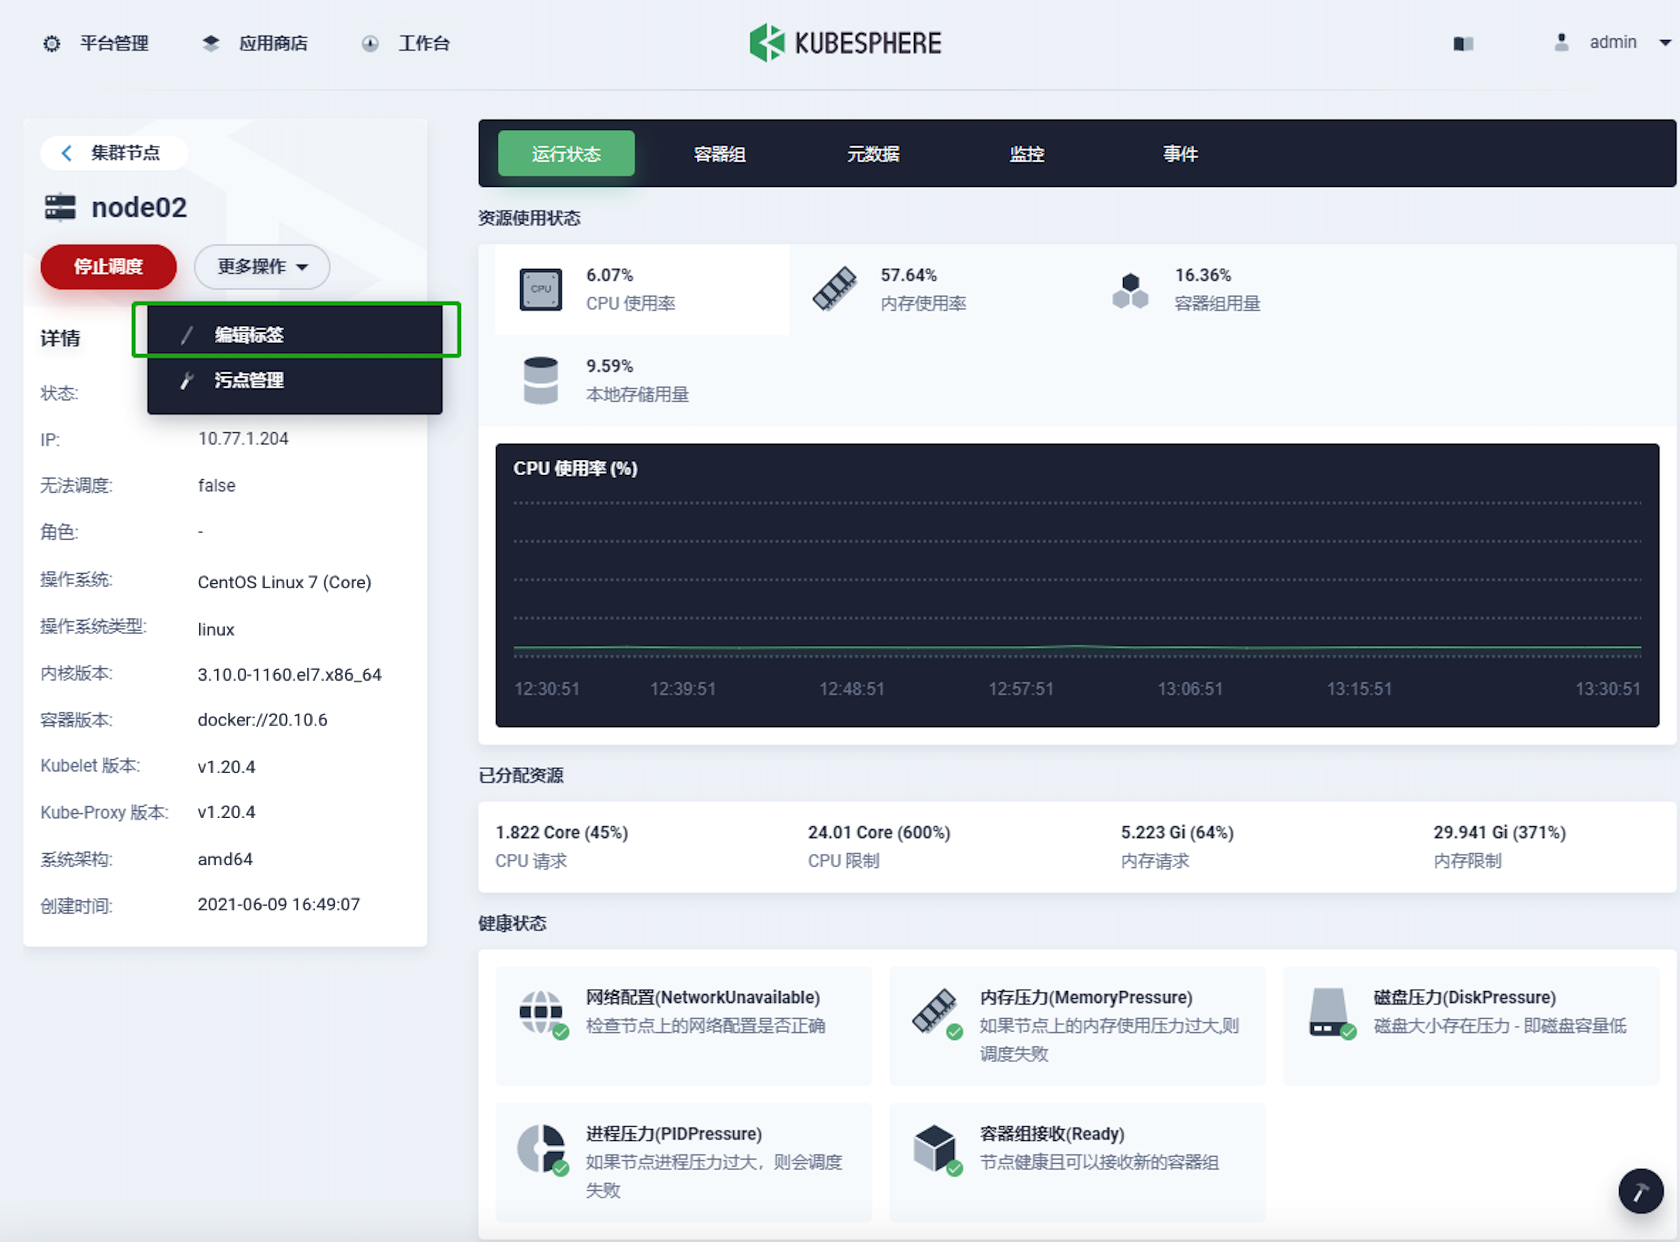 平台管理
应用商店
工作台
KUBESPHERE
admin
集群节点
node02
停止调度
更多操作
编辑标签
污点管理
详情
状态:
IP:
10.77.1.204
无法调度:
false
角色:
-
操作系统:
CentOS Linux 7 (Core)
操作系统类型:
linux
内核版本:
3.10.0-1160.el7.x86_64
容器版本:
docker://20.10.6
Kubelet 版本:
v1.20.4
Kube-Proxy 版本:
v1.20.4
系统架构:
amd64
创建时间:
2021-06-09 16:49:07
运行状态
容器组
元数据
监控
事件
资源使用状态
CPU
6.07%
CPU 使用率
57.64%
内存使用率
16.36%
容器组用量
9.59%
本地存储用量
CPU 使用率 (%)
12:30:51
12:39:51
12:48:51
12:57:51
13:06:51
13:15:51
13:30:51
已分配资源
1.822 Core (45%)
CPU 请求
24.01 Core (600%)
CPU 限制
5.223 Gi (64%)
内存请求
29.941 Gi (371%)
内存限制
健康状态
网络配置(NetworkUnavailable)
检查节点上的网络配置是否正确
内存压力(MemoryPressure)
如果节点上的内存使用压力过大,则
调度失败
磁盘压力(DiskPressure)
磁盘大小存在压力 - 即磁盘容量低
进程压力(PIDPressure)
如果节点进程压力过大，则会调度
失败
容器组接收(Ready)
节点健康且可以接收新的容器组